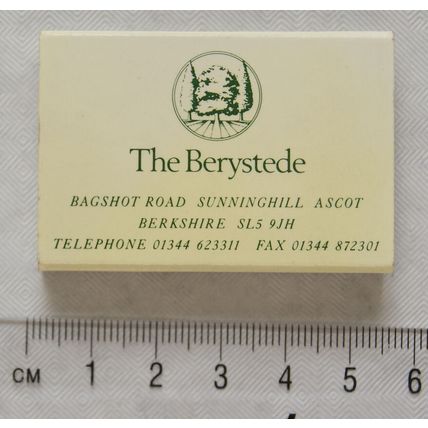 The Berystede
BAGSHOT ROAD SUNNINGHILL ASCOT
BERKSHIRE SL5 9JH
TELEPHONE 01344 623311 FAX 01344 872301
CM 1 2 3 4 5 6